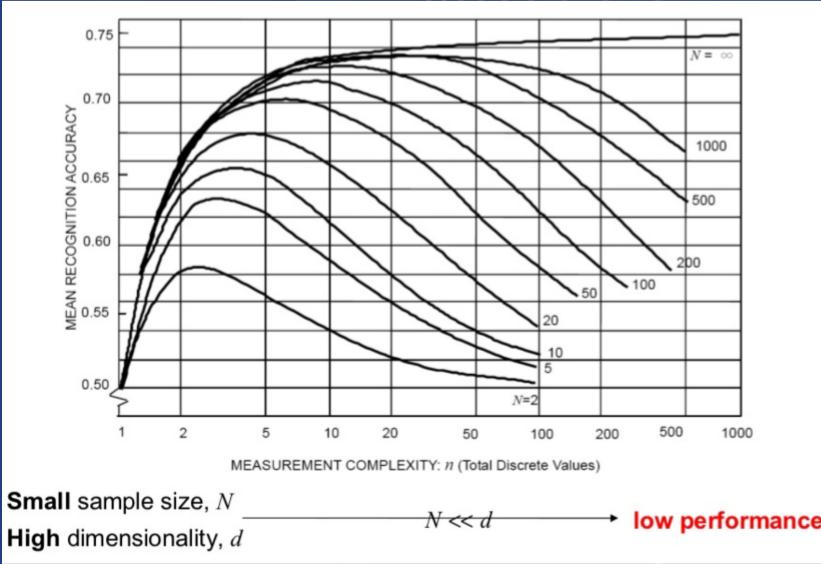 0.75
0.70
0.65
0.60
0.55
0.50
MEAN RECOGNITION ACCURACY
N = ∞
1000
500
200
100
50
20
10
5
N=2
1 2 5 10 20 50 100 200 500 1000
MEASUREMENT COMPLEXITY: n (Total Discrete Values)
Small sample size, N
High dimensionality, d
N << d
low performance